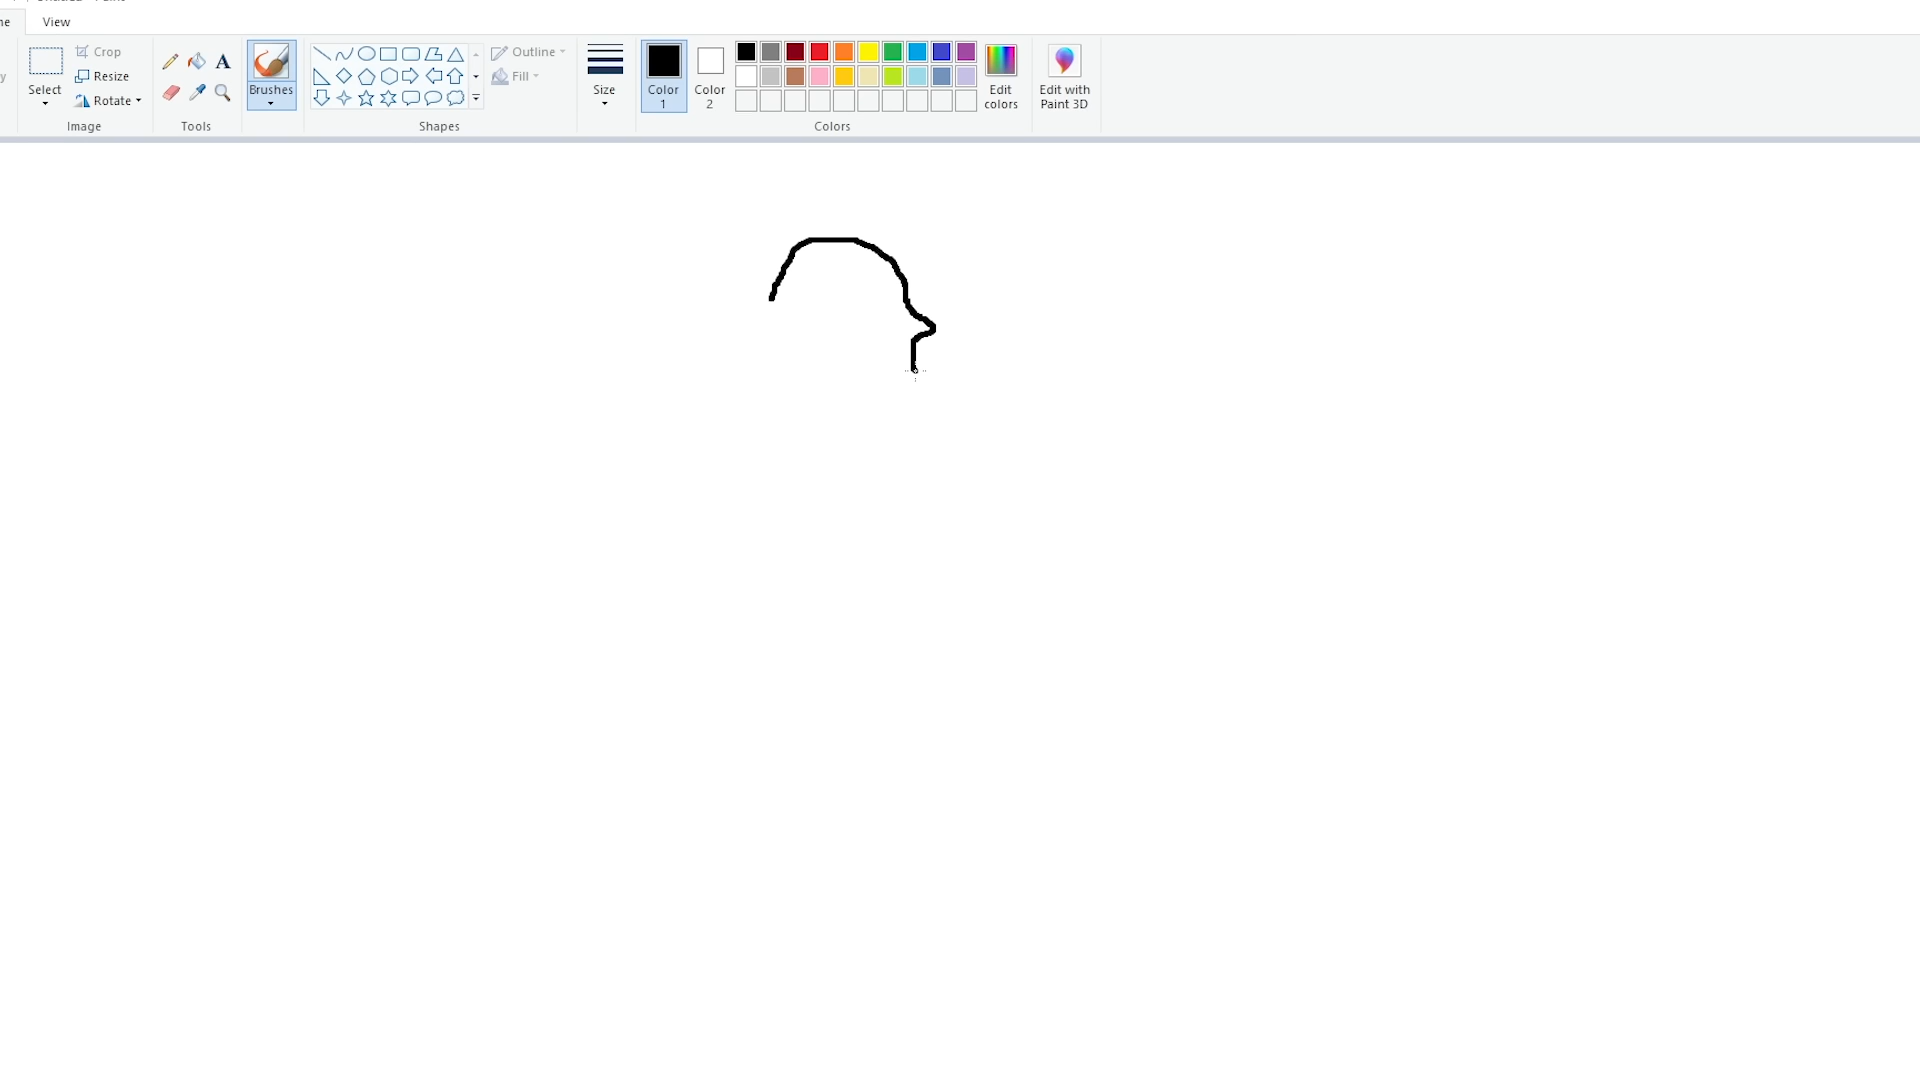 View
Select
Crop
Resize
Rotate
Image
A
Tools
Brushes
Shapes
Outline
Fill
Size
Color
1
Color
2
Colors
Edit
colors
Edit with
Paint 3D